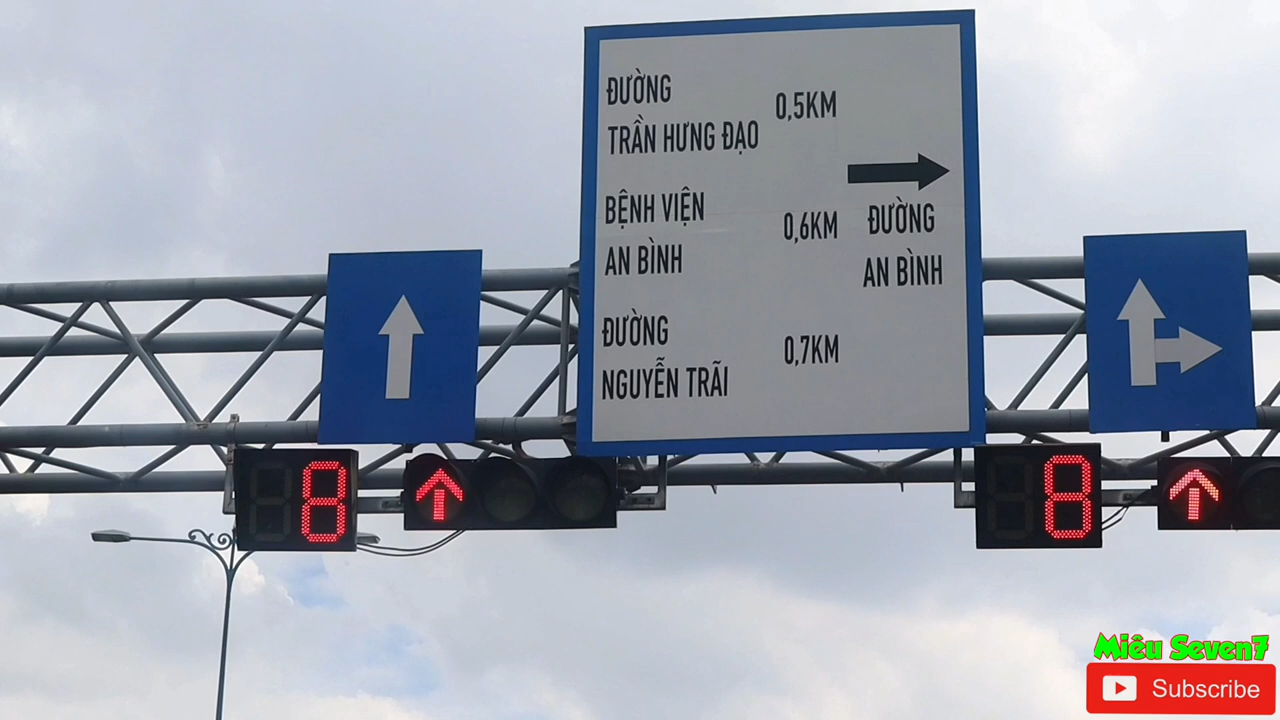 ĐƯỜNG
TRẦN HƯNG ĐẠO 0,5KM
BỆNH VIỆN
AN BÌNH 0,6KM
ĐƯỜNG
NGUYỄN TRÃI 0,7KM
ĐƯỜNG
AN BÌNH
8
8
Miêu Seven7
Subscribe